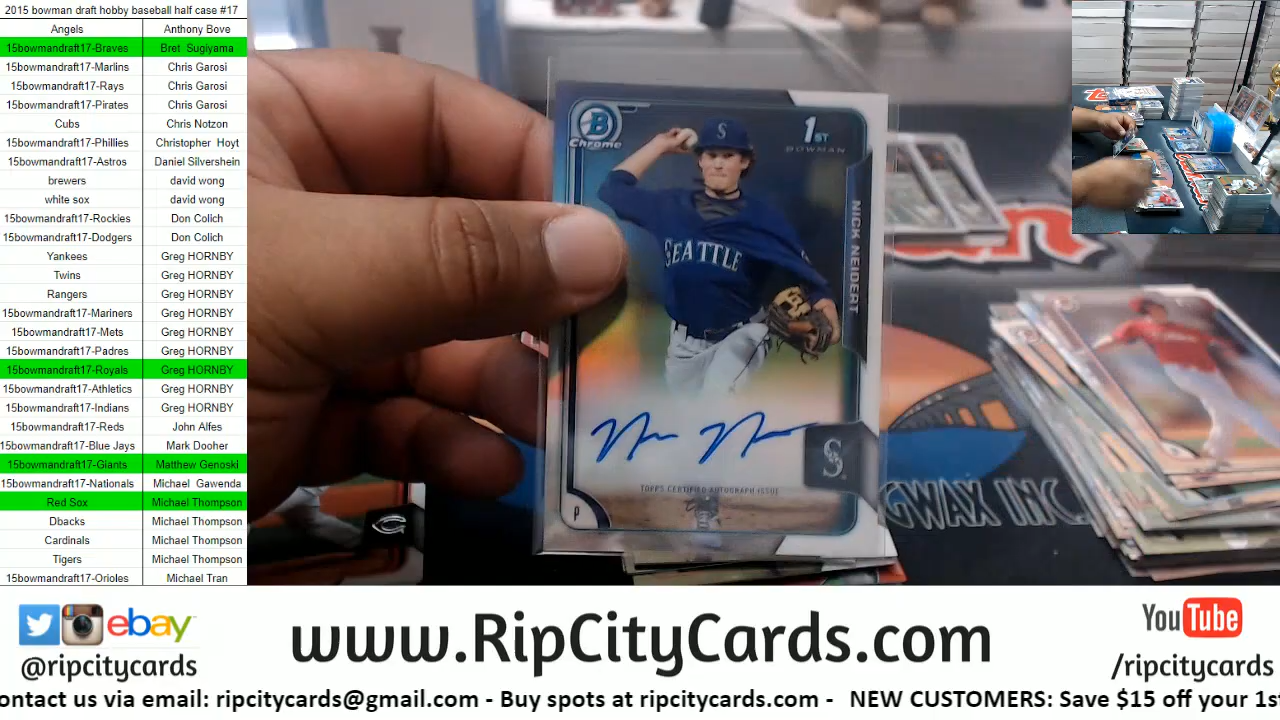 2015 bowman draft hobby baseball half case #17
Angels Anthony Bove
15bowmandraft17-Braves Bret Sugiyama
15bowmandraft17-Marlins Chris Garosi
15bowmandraft17-Rays Chris Garosi
15bowmandraft17-Pirates Chris Garosi
Cubs Chris Notzon
15bowmandraft17-Phillies Christopher Hoyt
15bowmandraft17-Astros Daniel Silvershein
brewers david wong
white sox david wong
15bowmandraft17-Rockies Don Colich
15bowmandraft17-Dodgers Don Colich
Yankees Greg HORNBY
Twins Greg HORNBY
Rangers Greg HORNBY
15bowmandraft17-Mariners Greg HORNBY
15bowmandraft17-Mets Greg HORNBY
15bowmandraft17-Padres Greg HORNBY
15bowmandraft17-Royals Greg HORNBY
15bowmandraft17-Athletics Greg HORNBY
15bowmandraft17-Indians Greg HORNBY
15bowmandraft17-Reds John Alfes
15bowmandraft17-Blue Jays Mark Dooher
15bowmandraft17-Giants Matthew Genoski
15bowmandraft17-Nationals Michael Gawenda
Red Sox Michael Thompson
Dbacks Michael Thompson
Cardinals Michael Thompson
Tigers Michael Thompson
15bowmandraft17-Orioles Michael Tran
B
Chrome
1ST
BOWMAN
S
SEATTLE
NICK NEIDERT
S
TOPPS CERTIFIED AUTOGRAPH ISSUE
P
GWAX INC.
ebay
@ripcitycards
www.RipCityCards.com
YouTube
/ripcitycards
ontact us via email: ripcitycards@gmail.com - Buy spots at ripcitycards.com - NEW CUSTOMERS: Save $15 off your 1s